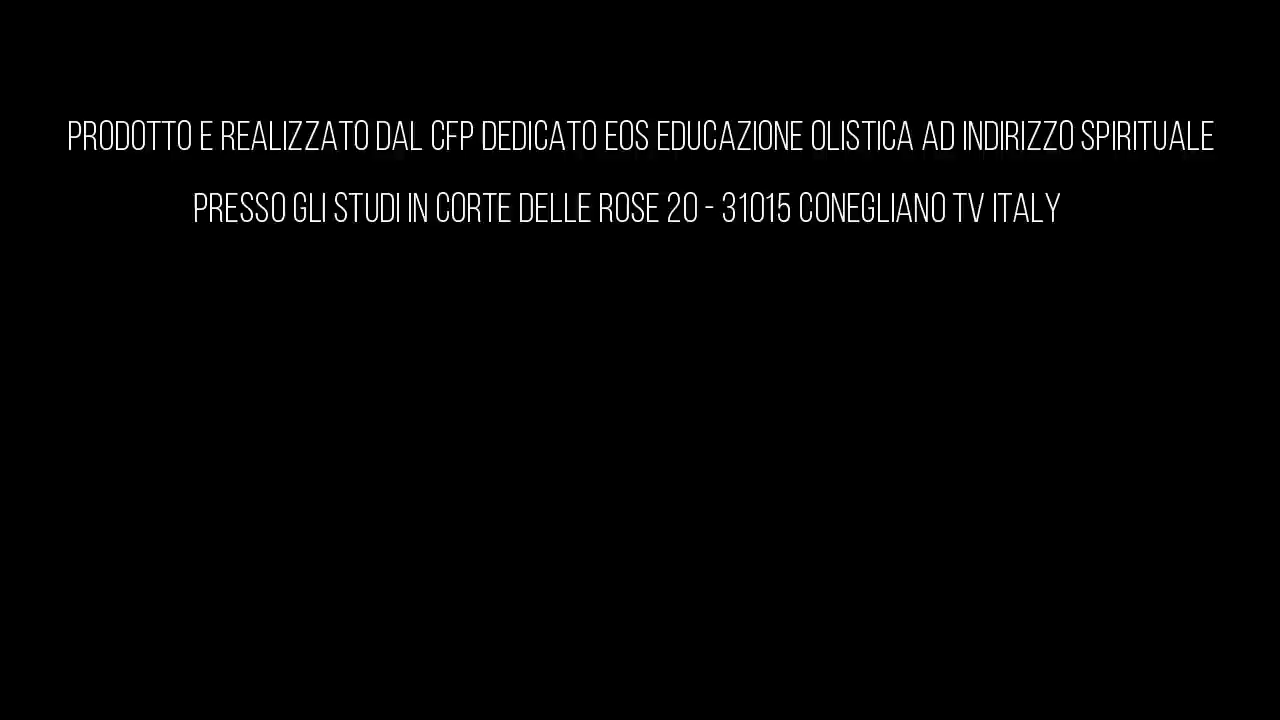 PRODOTTO E REALIZZATO DAL CFP DEDICATO EOS EDUCAZIONE OLISTICA AD INDIRIZZO SPIRITUALE
PRESSO GLI STUDI IN CORTE DELLE ROSE 20 - 31015 CONEGLIANO TV ITALY